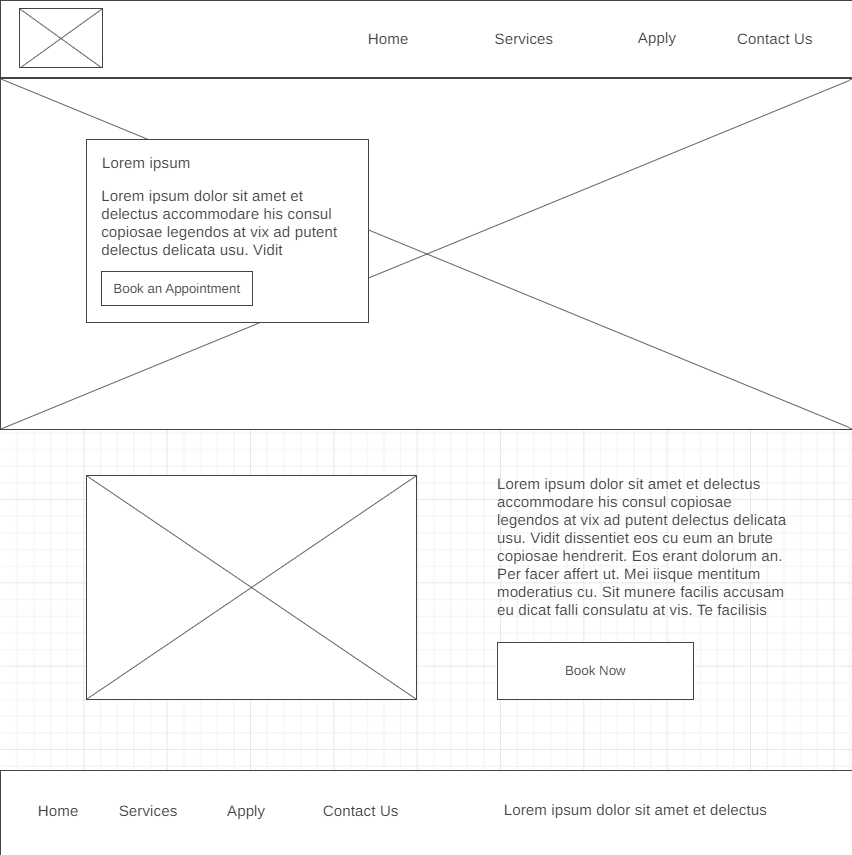 Home Services Apply Contact Us
Lorem ipsum
Lorem ipsum dolor sit amet et
delectus accommodare his consul
copiosae legendos at vix ad putent
delectus delicata usu. Vidit
Book an Appointment
Lorem ipsum dolor sit amet et delectus
accommodare his consul copiosae
legendos at vix ad putent delectus delicata
usu. Vidit dissentiet eos cu eum an brute
copiosae hendrerit. Eos erant dolorum an.
Per facer affert ut. Mei iisque mentitum
moderatius cu. Sit munere facilis accusam
eu dicat falli consulatu at vis. Te facilisis
Book Now
Home Services Apply Contact Us Lorem ipsum dolor sit amet et delectus